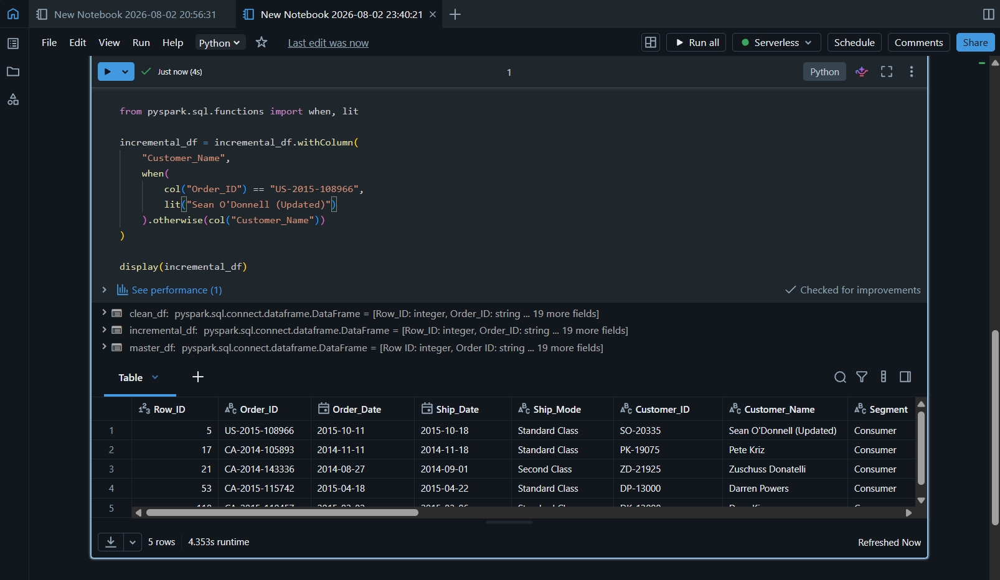 New Notebook 2026-08-02 20:56:31
New Notebook 2026-08-02 23:40:21
File Edit View Run Help Python Last edit was now
Run all Serverless Schedule Comments Share
Just now (4s)
1
Python
from pyspark.sql.functions import when, lit
incremental_df = incremental_df.withColumn(
"Customer_Name",
when(
col("Order_ID") == "US-2015-108966",
lit("Sean O'Donnell (Updated)")
).otherwise(col("Customer_Name"))
)
display(incremental_df)
See performance (1)
Checked for improvements
clean_df: pyspark.sql.connect.dataframe.DataFrame = [Row_ID: integer, Order_ID: string ... 19 more fields]
incremental_df: pyspark.sql.connect.dataframe.DataFrame = [Row_ID: integer, Order_ID: string ... 19 more fields]
master_df: pyspark.sql.connect.dataframe.DataFrame = [Row ID: integer, Order ID: string ... 19 more fields]
Table
Row_ID Order_ID Order_Date Ship_Date Ship_Mode Customer_ID Customer_Name Segment
1 5 US-2015-108966 2015-10-11 2015-10-18 Standard Class SO-20335 Sean O'Donnell (Updated) Consumer
2 17 CA-2014-105893 2014-11-11 2014-11-18 Standard Class PK-19075 Pete Kriz Consumer
3 21 CA-2014-143336 2014-08-27 2014-09-01 Second Class ZD-21925 Zuschuss Donatelli Consumer
4 53 CA-2015-115742 2015-04-18 2015-04-22 Standard Class DP-13000 Darren Powers Consumer
5
5 rows 4.353s runtime
Refreshed Now